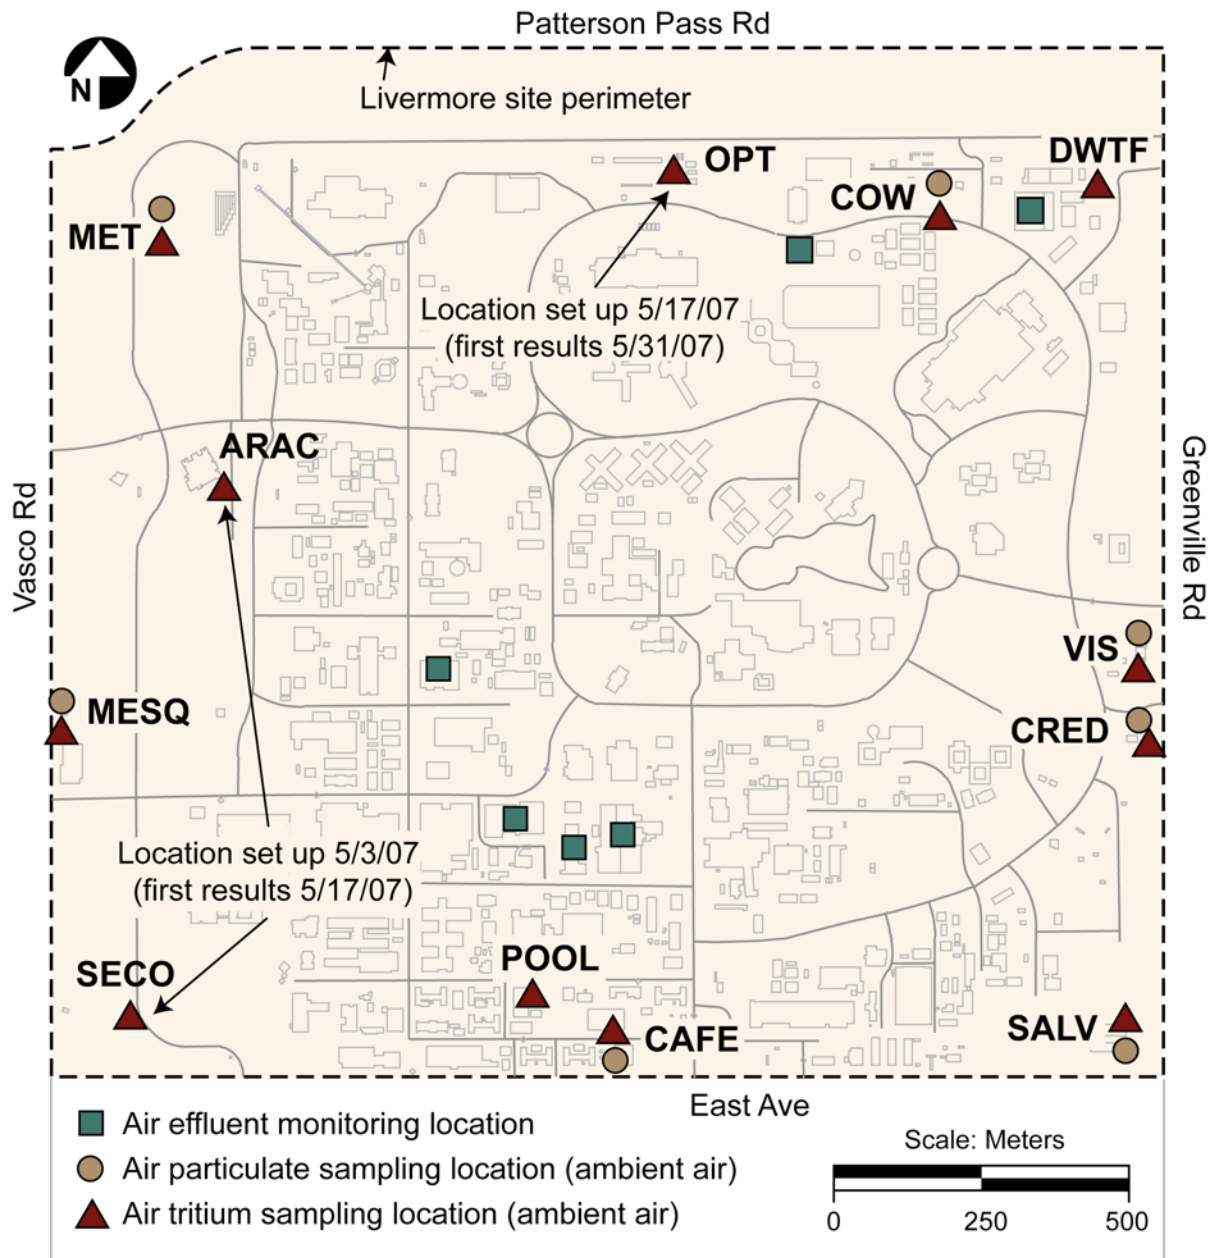 Patterson Pass Rd
N
Livermore site perimeter
OPT
DWTF
COW
MET
Location set up 5/17/07
(first results 5/31/07)
ARAC
Vasco Rd
Greenville Rd
VIS
MESQ
CRED
Location set up 5/3/07
(first results 5/17/07)
SECO
POOL
CAFE
SALV
East Ave
Air effluent monitoring location
Air particulate sampling location (ambient air)
Air tritium sampling location (ambient air)
Scale: Meters
0 250 500